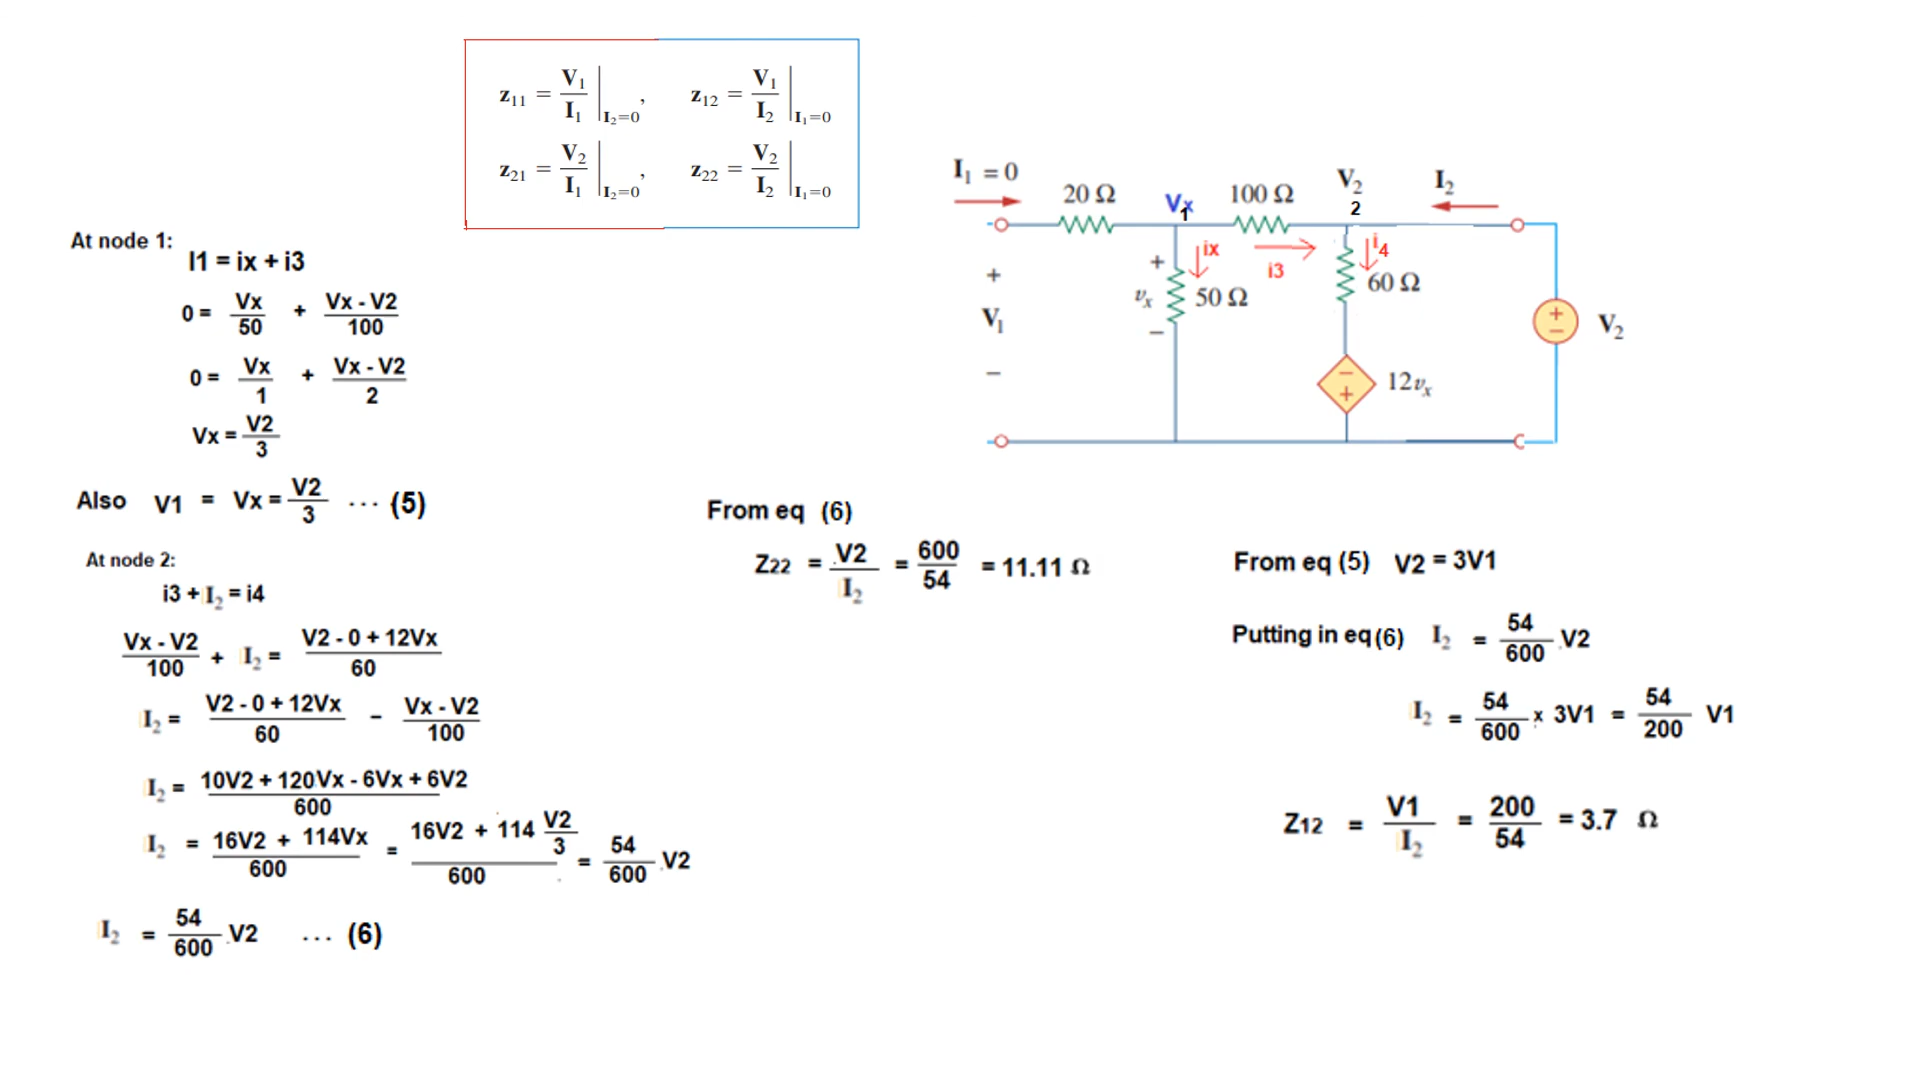 z11 = V1 / I1 |I2=0, z12 = V1 / I2 |I1=0
z21 = V2 / I1 |I2=0, z22 = V2 / I2 |I1=0
I1 = 0
20 Ω
Vx
1
100 Ω
V2
2
I2
+
V1
−
+
vx
−
ix
50 Ω
i3
i4
60 Ω
−
+
12vx
+
−
V2
At node 1:
I1 = ix + i3
0 = Vx / 50 + Vx - V2 / 100
0 = Vx / 1 + Vx - V2 / 2
Vx = V2 / 3
Also V1 = Vx = V2 / 3 ... (5)
At node 2:
i3 + I2 = i4
Vx - V2 / 100 + I2 = V2 - 0 + 12Vx / 60
I2 = V2 - 0 + 12Vx / 60 − Vx - V2 / 100
I2 = 10V2 + 120Vx - 6Vx + 6V2 / 600
I2 = 16V2 + 114Vx / 600 = 16V2 + 114 V2 / 3 / 600 = 54 / 600 V2
I2 = 54 / 600 V2 ... (6)
From eq (6)
Z22 = V2 / I2 = 600 / 54 = 11.11 Ω
From eq (5) V2 = 3V1
Putting in eq(6) I2 = 54 / 600 V2
I2 = 54 / 600 x 3V1 = 54 / 200 V1
Z12 = V1 / I2 = 200 / 54 = 3.7 Ω